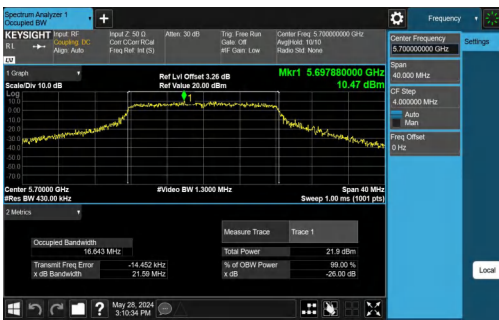 Spectrum Analyzer 1
Occupied BW
+
Frequency
KEYSIGHT Input: RF
RL Coupling: DC
Align: Auto
Input Z: 50 Ω
Corr CCorr RCal
Freq Ref: Int (S)
Atten: 30 dB
Trig: Free Run
Gate: Off
#IF Gain: Low
Center Freq: 5.700000000 GHz
Avg|Hold: 10/10
Radio Std: None
LV
Center Frequency
5.700000000 GHz
Settings
Span
40.000 MHz
CF Step
4.000000 MHz
Auto
Man
Freq Offset
0 Hz
Local
1 Graph
Scale/Div 10.0 dB
Ref Lvl Offset 3.26 dB
Ref Value 20.00 dBm
Mkr1 5.697880000 GHz
10.47 dBm
Log
10.0
0.00
-10.0
-20.0
-30.0
-40.0
-50.0
-60.0
-70.0
1
Center 5.70000 GHz
#Res BW 430.00 kHz
#Video BW 1.3000 MHz
Span 40 MHz
Sweep 1.00 ms (1001 pts)
2 Metrics
Measure Trace Trace 1
Occupied Bandwidth
16.643 MHz
Total Power 21.9 dBm
Transmit Freq Error -14.452 kHz
% of OBW Power 99.00 %
x dB Bandwidth 21.59 MHz
x dB -26.00 dB
?
May 28, 2024
3:10:34 PM